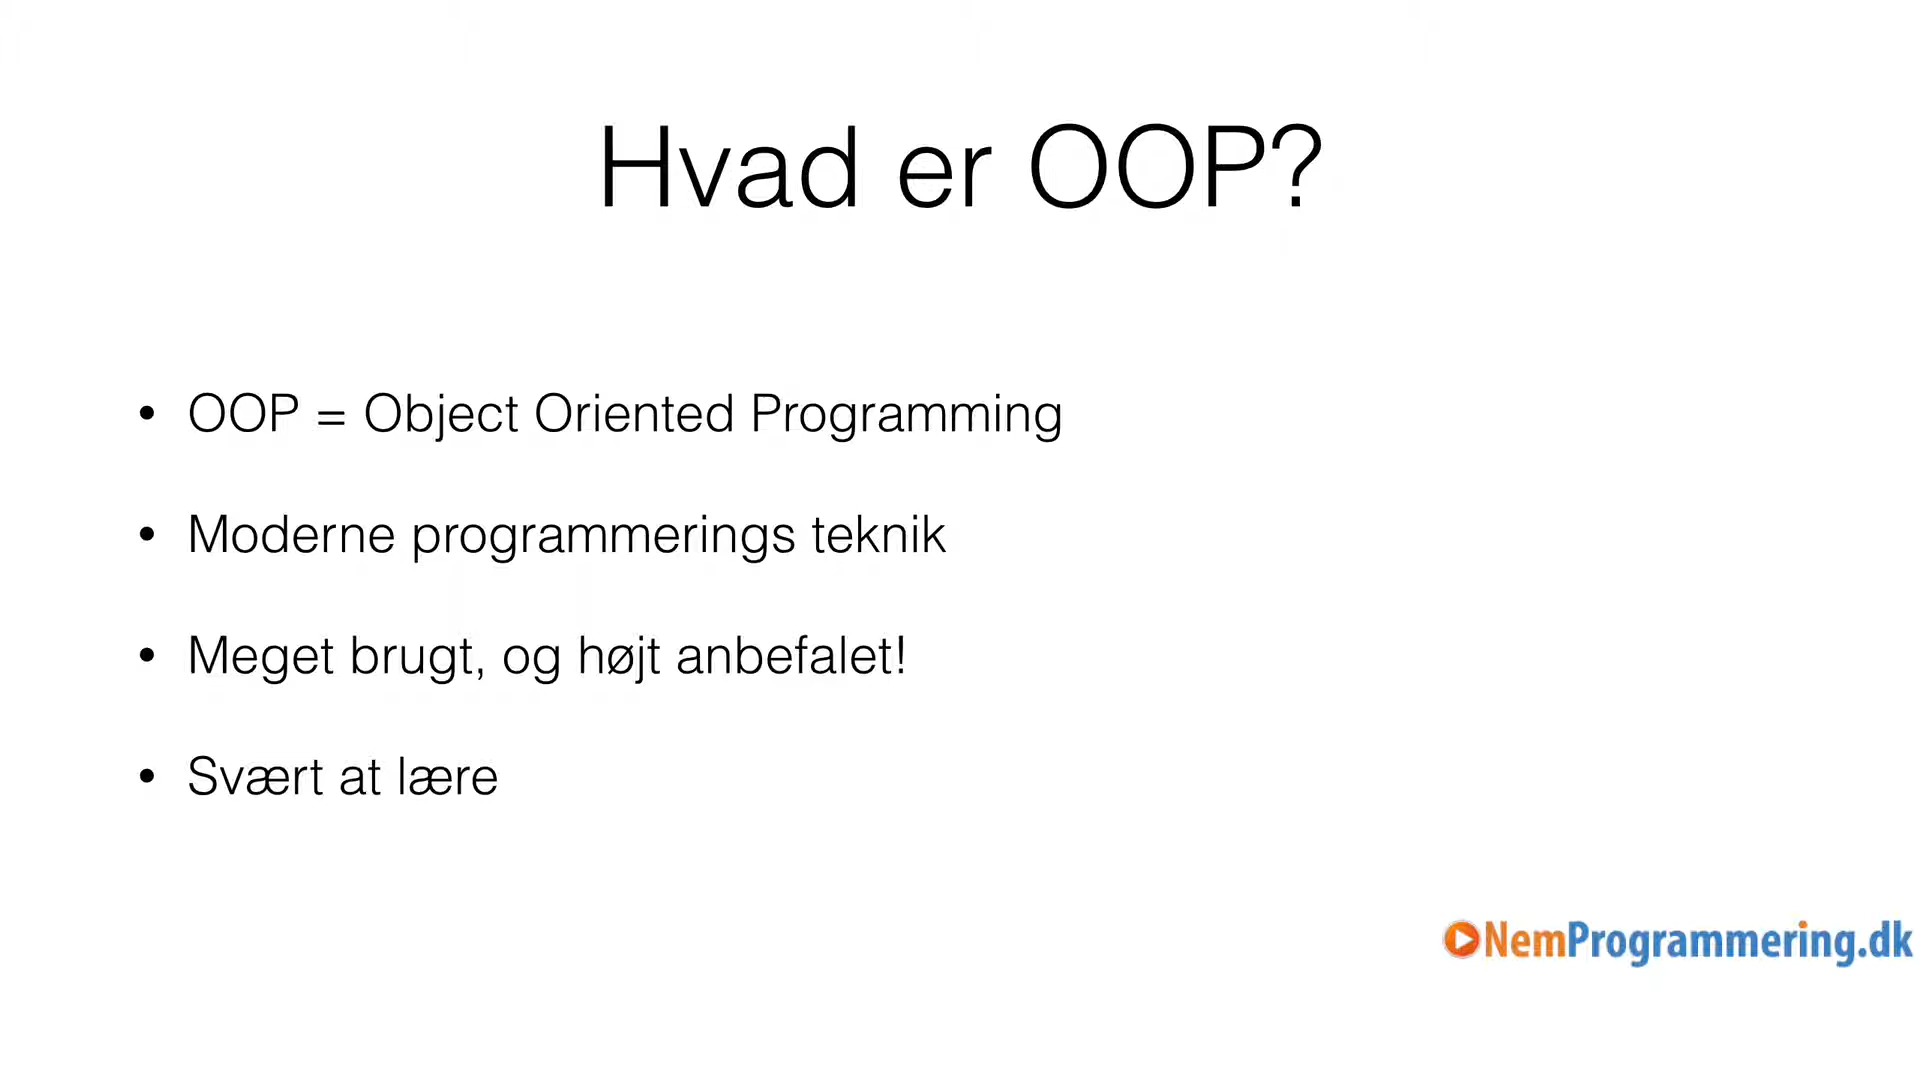 Hvad er OOP?
• OOP = Object Oriented Programming
• Moderne programmerings teknik
• Meget brugt, og højt anbefalet!
• Svært at lære
NemProgrammering.dk